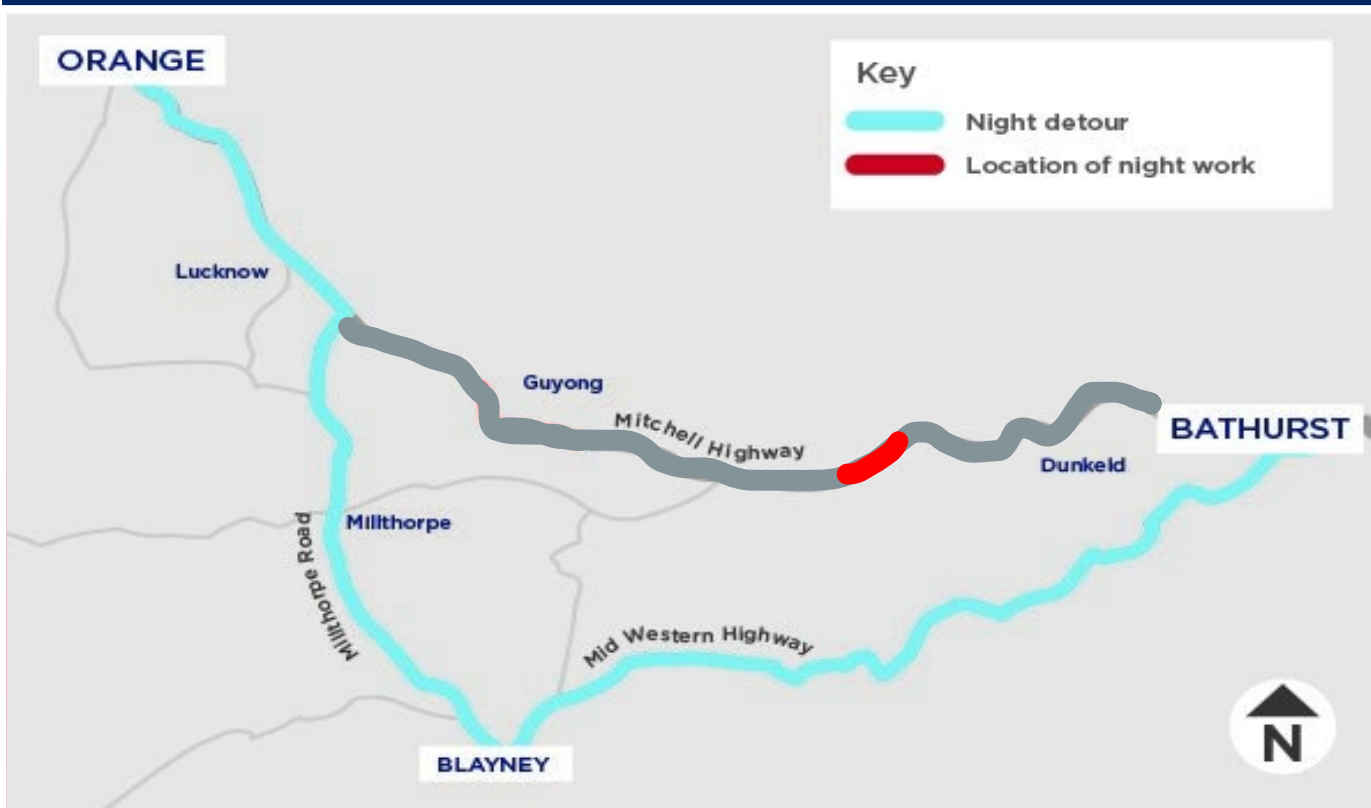 ORANGE
Key
Night detour
Location of night work
Lucknow
Guyong
Mitchell Highway
BATHURST
Dunkeld
Millthorpe
Millthorpe Road
Mid Western Highway
N
BLAYNEY